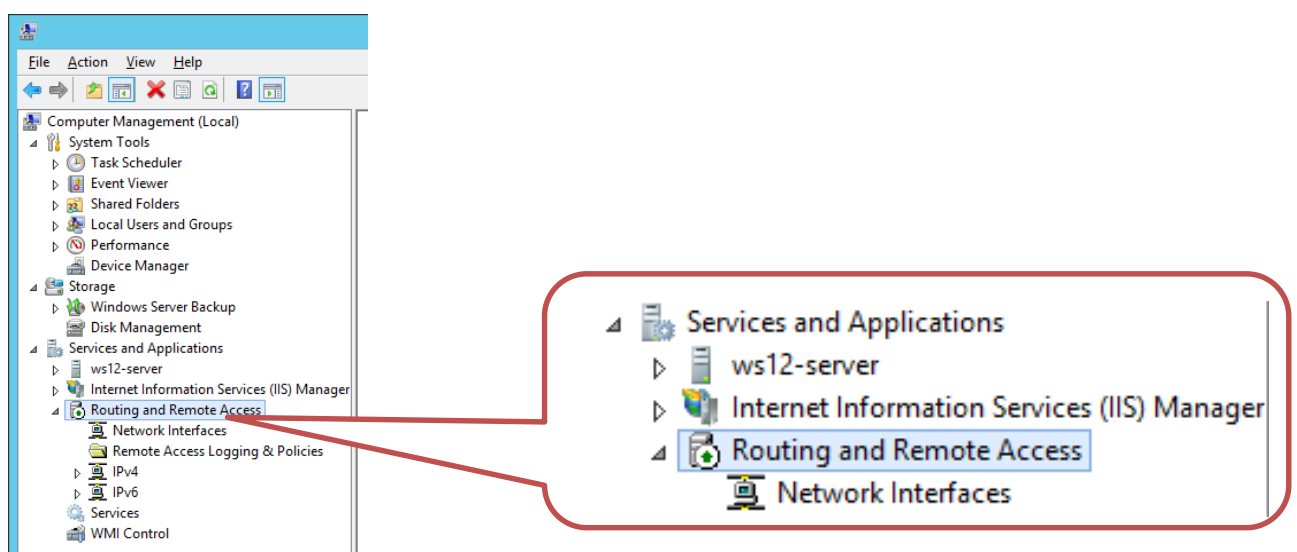 File Action View Help
Computer Management (Local)
System Tools
Task Scheduler
Event Viewer
Shared Folders
Local Users and Groups
Performance
Device Manager
Storage
Windows Server Backup
Disk Management
Services and Applications
ws12-server
Internet Information Services (IIS) Manager
Routing and Remote Access
Network Interfaces
Remote Access Logging & Policies
IPv4
IPv6
Services
WMI Control
Services and Applications
ws12-server
Internet Information Services (IIS) Manager
Routing and Remote Access
Network Interfaces